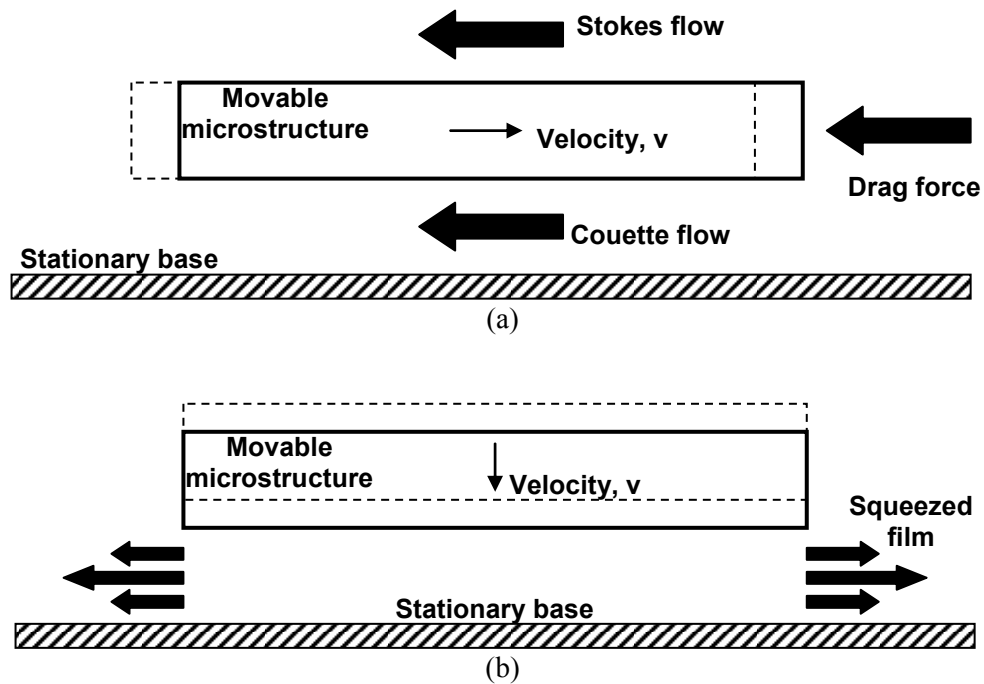 Stokes flow
Movable
microstructure
Velocity, v
Drag force
Couette flow
Stationary base
(a)
Movable
microstructure
Velocity, v
Squeezed
film
Stationary base
(b)